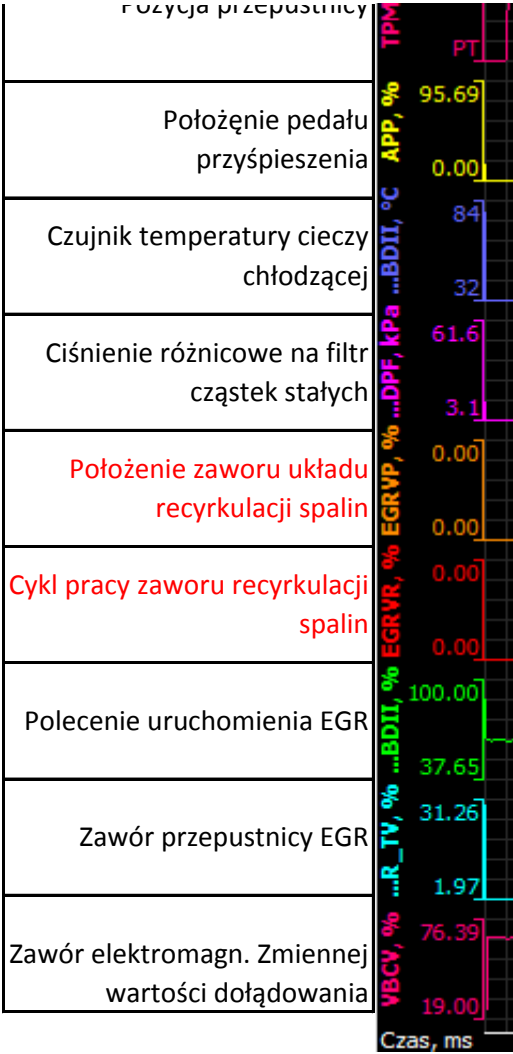 Pozycja przepustnicy
TPM
PT
Położęnie pedału
przyśpieszenia
APP, %
95.69
0.00
Czujnik temperatury cieczy
chłodzącej
...BDII, °C
84
32
Ciśnienie różnicowe na filtr
cząstek stałych
...DPF, kPa
61.6
3.1
Położenie zaworu układu
recyrkulacji spalin
EGRVP, %
0.00
0.00
Cykl pracy zaworu recyrkulacji
spalin
EGRVR, %
0.00
0.00
Polecenie uruchomienia EGR
...BDII, %
100.00
37.65
Zawór przepustnicy EGR
...R_TV, %
31.26
1.97
Zawór elektromagn. Zmiennej
wartości dołądowania
VBCV, %
76.39
19.00
Czas, ms